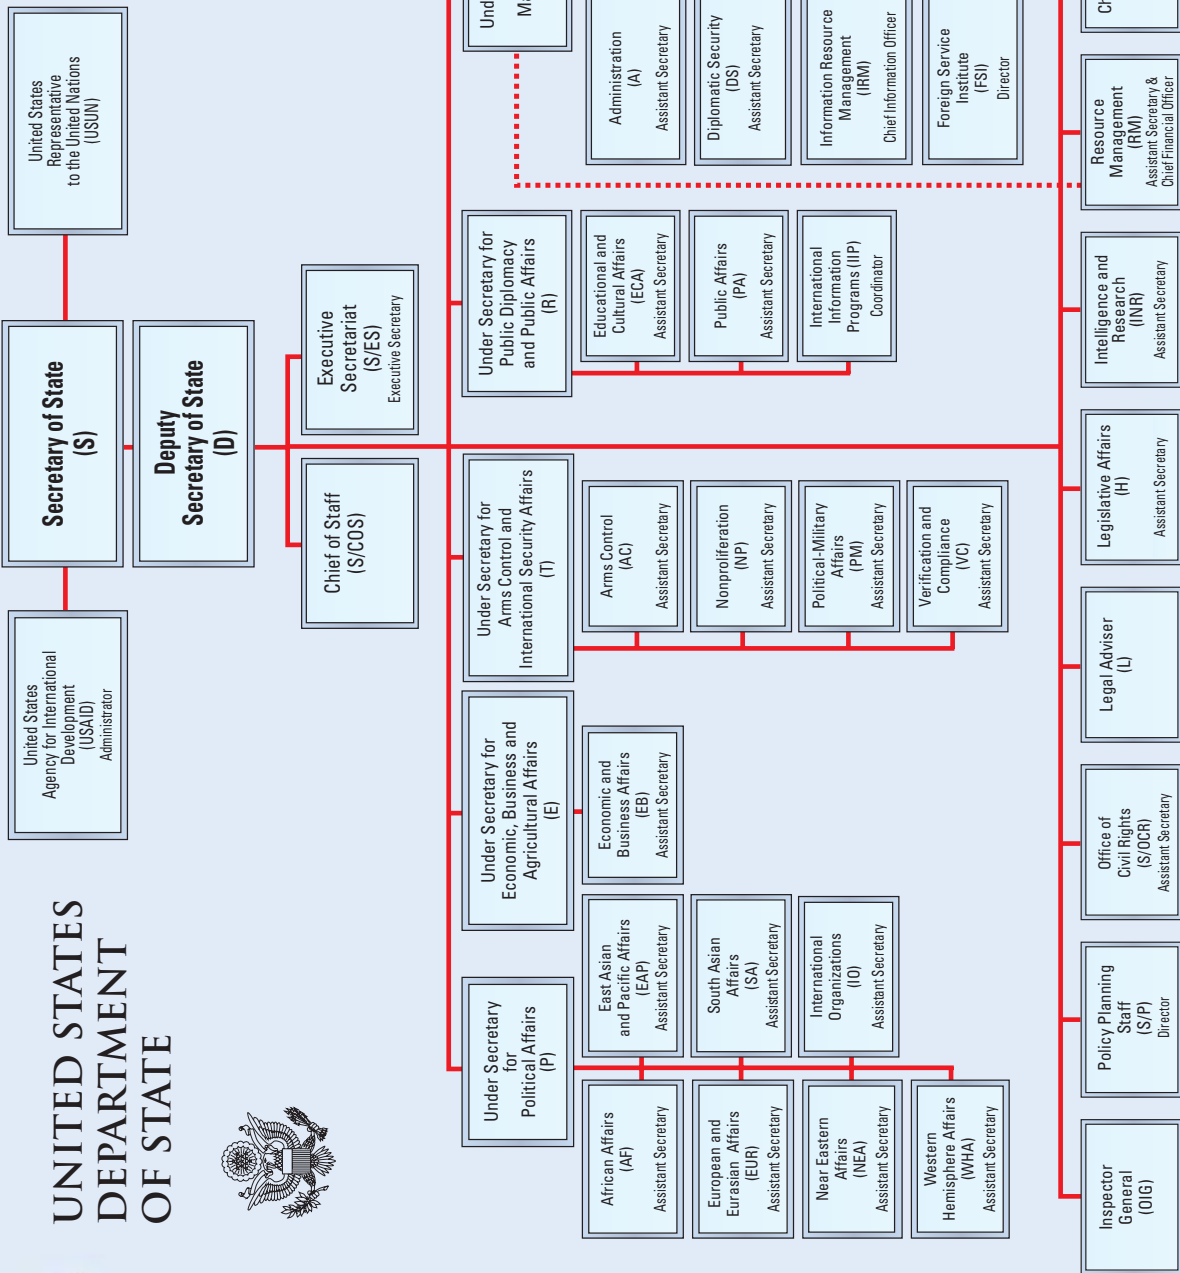 UNITED STATES
DEPARTMENT
OF STATE
United States
Agency for International
Development
(USAID)
Administrator
Secretary of State
(S)
United States
Representative
to the United Nations
(USUN)
Deputy
Secretary of State
(D)
Chief of Staff
(S/COS)
Executive
Secretariat
(S/ES)
Executive Secretary
Under Secretary
for
Political Affairs
(P)
Under Secretary for
Economic, Business and
Agricultural Affairs
(E)
Under Secretary for
Arms Control and
International Security Affairs
(T)
Under Secretary for
Public Diplomacy
and Public Affairs
(R)
Und
Ma
African Affairs
(AF)
Assistant Secretary
East Asian
and Pacific Affairs
(EAP)
Assistant Secretary
European and
Eurasian Affairs
(EUR)
Assistant Secretary
South Asian
Affairs
(SA)
Assistant Secretary
Near Eastern
Affairs
(NEA)
Assistant Secretary
International
Organizations
(IO)
Assistant Secretary
Western
Hemisphere Affairs
(WHA)
Assistant Secretary
Economic and
Business Affairs
(EB)
Assistant Secretary
Arms Control
(AC)
Assistant Secretary
Nonproliferation
(NP)
Assistant Secretary
Political-Military
Affairs
(PM)
Assistant Secretary
Verification and
Compliance
(VC)
Assistant Secretary
Educational and
Cultural Affairs
(ECA)
Assistant Secretary
Public Affairs
(PA)
Assistant Secretary
International
Information
Programs (IIP)
Coordinator
Administration
(A)
Assistant Secretary
Diplomatic Security
(DS)
Assistant Secretary
Information Resource
Management
(IRM)
Chief Information Officer
Foreign Service
Institute
(FSI)
Director
Inspector
General
(OIG)
Policy Planning
Staff
(S/P)
Director
Office of
Civil Rights
(S/OCR)
Assistant Secretary
Legal Adviser
(L)
Legislative Affairs
(H)
Assistant Secretary
Intelligence and
Research
(INR)
Assistant Secretary
Resource
Management
(RM)
Assistant Secretary &
Chief Financial Officer
Ch